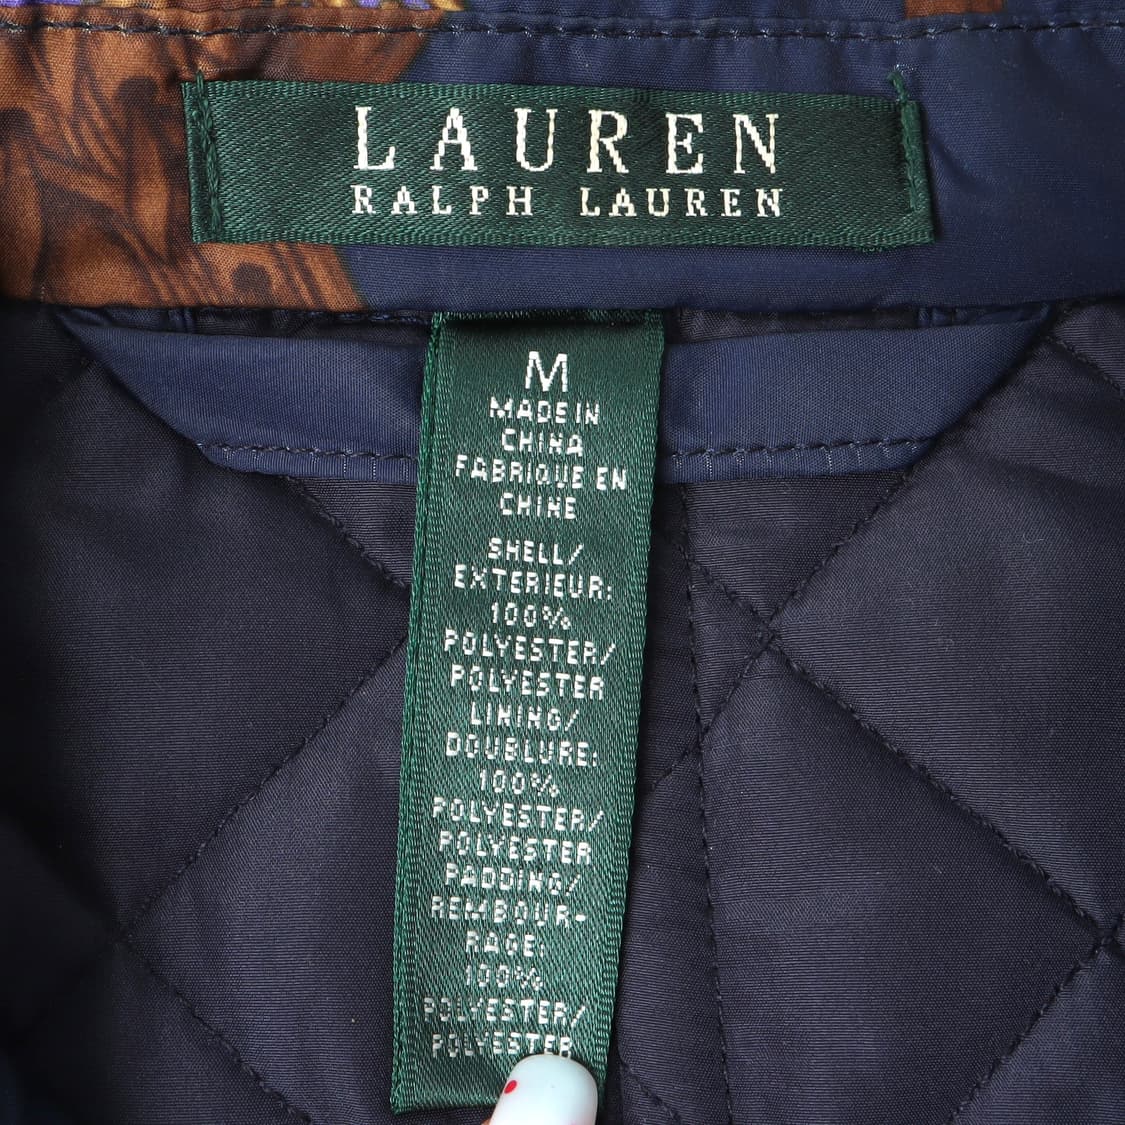 LAUREN
RALPH LAUREN
M
MADE IN
CHINA
FABRIQUE EN
CHINE
SHELL/
EXTERIEUR:
100%
POLYESTER/
POLYESTER
LINING/
DOUBLURE:
100%
POLYESTER/
POLYESTER
PADDING/
REMBOUR-
RAGE:
100%
POLYESTER/
POLYESTER